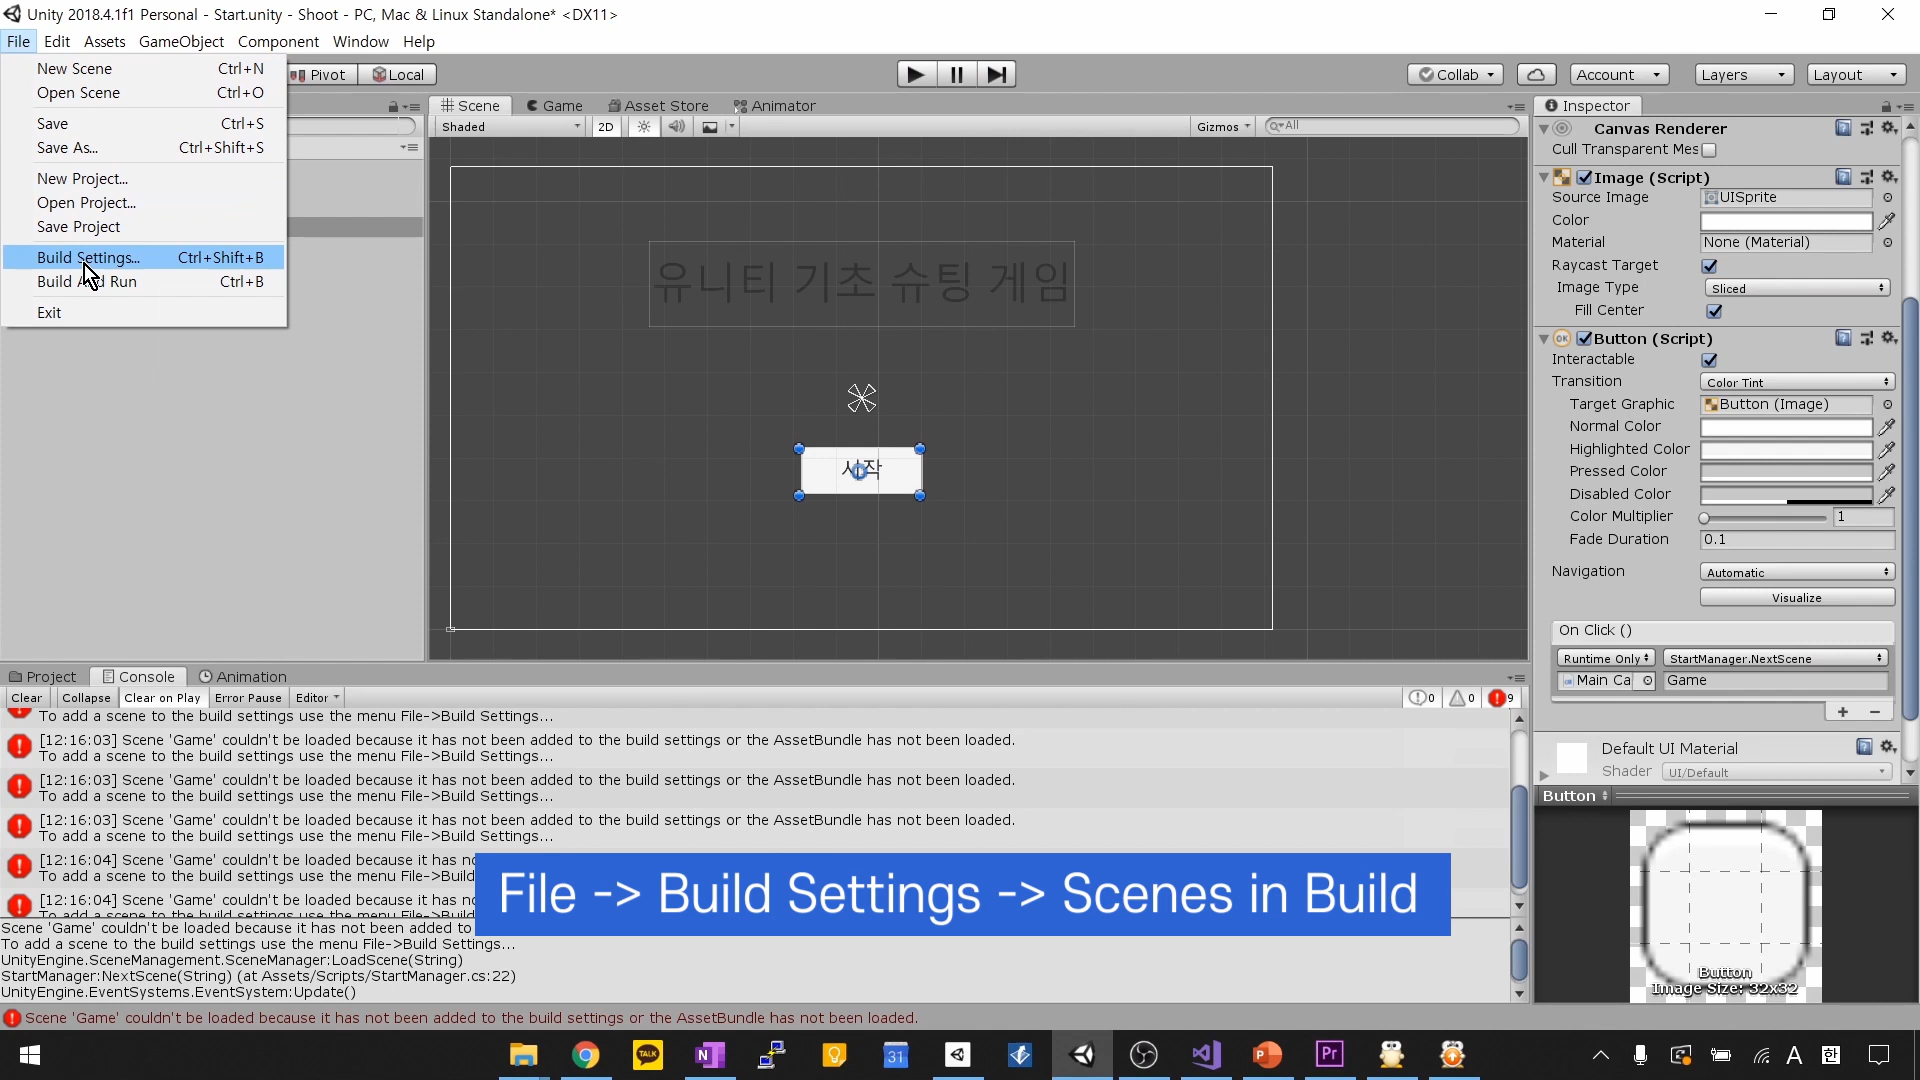 Unity 2018.4.1f1 Personal - Start.unity - Shoot - PC, Mac & Linux Standalone* <DX11>
File Edit Assets GameObject Component Window Help
New Scene Ctrl+N
Open Scene Ctrl+O
Save Ctrl+S
Save As... Ctrl+Shift+S
New Project...
Open Project...
Save Project
Build Settings... Ctrl+Shift+B
Build And Run Ctrl+B
Exit
Pivot Local
Collab Account Layers Layout
Scene Game Asset Store Animator
Shaded 2D Gizmos All
유니티 기초 슈팅 게임
시작
Inspector
Canvas Renderer
Cull Transparent Mes
Image (Script)
Source Image UISprite
Color
Material None (Material)
Raycast Target
Image Type Sliced
Fill Center
Button (Script)
Interactable
Transition Color Tint
Target Graphic Button (Image)
Normal Color
Highlighted Color
Pressed Color
Disabled Color
Color Multiplier 1
Fade Duration 0.1
Navigation Automatic
Visualize
On Click ()
Runtime Only StartManager.NextScene
Main Ca Game
Default UI Material
Shader UI/Default
Button
Button
Image Size: 32x32
Project Console Animation
Clear Collapse Clear on Play Error Pause Editor 0 0 9
To add a scene to the build settings use the menu File->Build Settings...
[12:16:03] Scene 'Game' couldn't be loaded because it has not been added to the build settings or the AssetBundle has not been loaded.
To add a scene to the build settings use the menu File->Build Settings...
[12:16:03] Scene 'Game' couldn't be loaded because it has not been added to the build settings or the AssetBundle has not been loaded.
To add a scene to the build settings use the menu File->Build Settings...
[12:16:03] Scene 'Game' couldn't be loaded because it has not been added to the build settings or the AssetBundle has not been loaded.
To add a scene to the build settings use the menu File->Build Settings...
[12:16:04] Scene 'Game' couldn't be loaded because it has no
To add a scene to the build settings use the menu File->Build
[12:16:04] Scene 'Game' couldn't be loaded because it has no
To add a scene to the build settings use the menu File->Build
File -> Build Settings -> Scenes in Build
Scene 'Game' couldn't be loaded because it has not been added to
To add a scene to the build settings use the menu File->Build Settings...
UnityEngine.SceneManagement.SceneManager:LoadScene(String)
StartManager:NextScene(String) (at Assets/Scripts/StartManager.cs:22)
UnityEngine.EventSystems.EventSystem:Update()
Scene 'Game' couldn't be loaded because it has not been added to the build settings or the AssetBundle has not been loaded.
TALK N 31 P Pr A 한